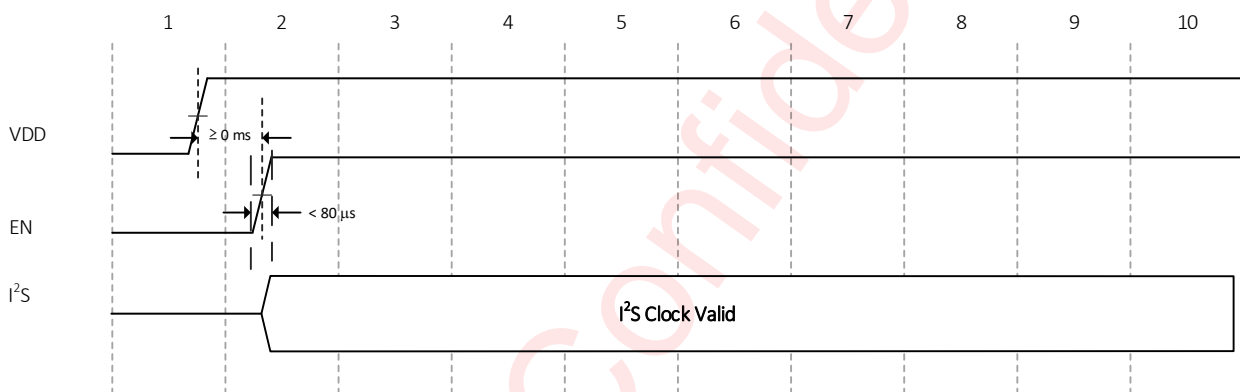 1 2 3 4 5 6 7 8 9 10
VDD
≥ 0 ms
EN
< 80 μs
I²S
I²S Clock Valid
Confide